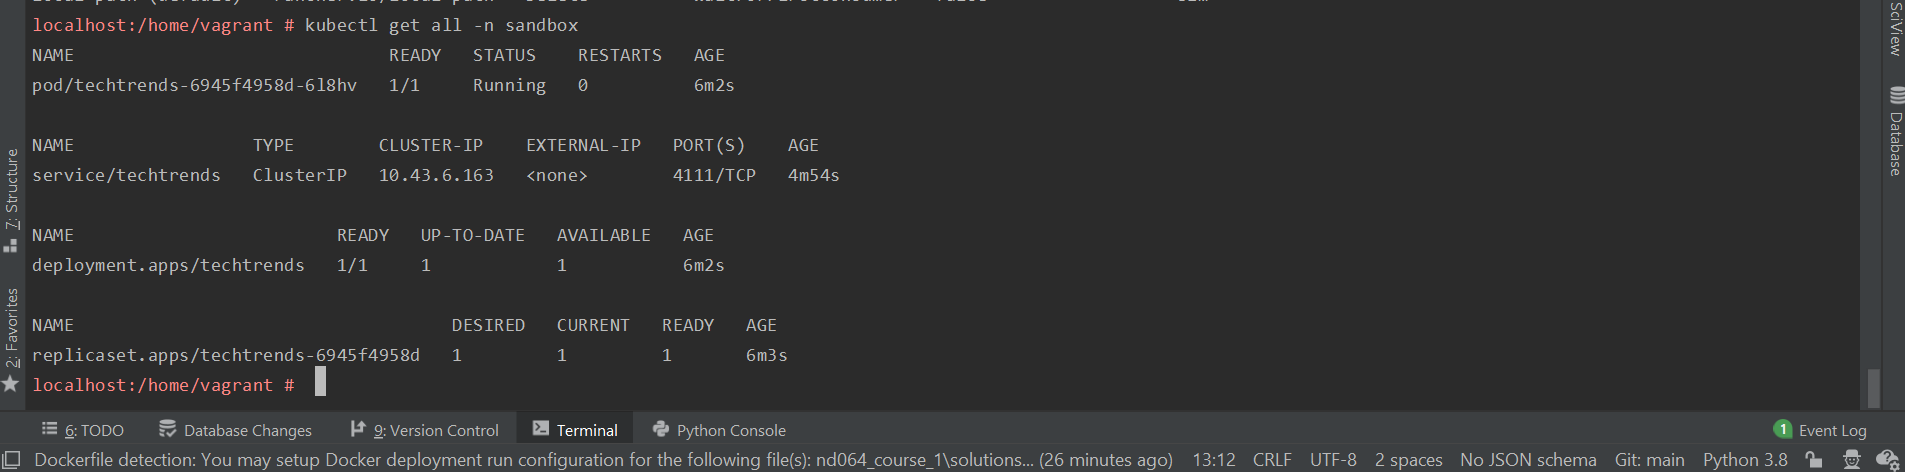 localhost:/home/vagrant # kubectl get all -n sandbox
NAME READY STATUS RESTARTS AGE
pod/techtrends-6945f4958d-6l8hv 1/1 Running 0 6m2s
NAME TYPE CLUSTER-IP EXTERNAL-IP PORT(S) AGE
service/techtrends ClusterIP 10.43.6.163 <none> 4111/TCP 4m54s
NAME READY UP-TO-DATE AVAILABLE AGE
deployment.apps/techtrends 1/1 1 1 6m2s
NAME DESIRED CURRENT READY AGE
replicaset.apps/techtrends-6945f4958d 1 1 1 6m3s
localhost:/home/vagrant #
7: Structure
2: Favorites
SciView
Database
6: TODO Database Changes 9: Version Control Terminal Python Console 1 Event Log
Dockerfile detection: You may setup Docker deployment run configuration for the following file(s): nd064_course_1\solutions... (26 minutes ago) 13:12 CRLF UTF-8 2 spaces No JSON schema Git: main Python 3.8